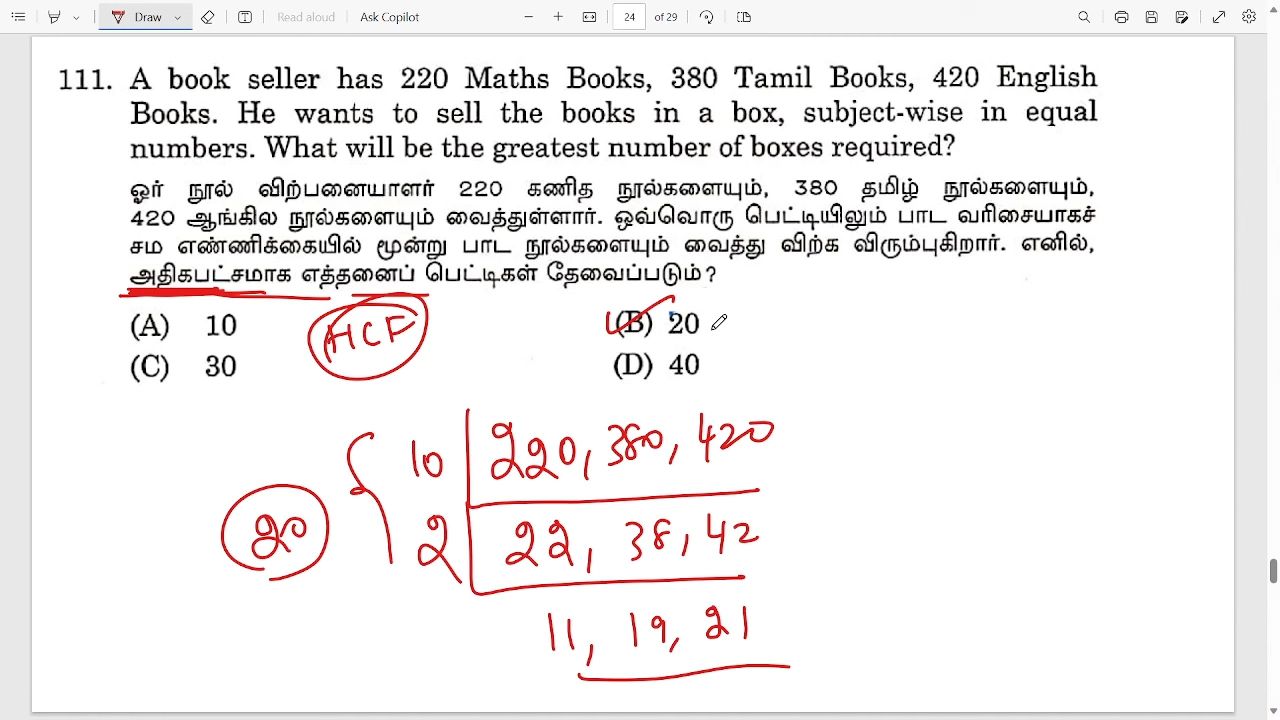 Draw
Read aloud
Ask Copilot
24 of 29
111. A book seller has 220 Maths Books, 380 Tamil Books, 420 English
Books. He wants to sell the books in a box, subject-wise in equal
numbers. What will be the greatest number of boxes required?
ஓர் நூல் விற்பனையாளர் 220 கணித நூல்களையும், 380 தமிழ் நூல்களையும்,
420 ஆங்கில நூல்களையும் வைத்துள்ளார். ஒவ்வொரு பெட்டியிலும் பாட வரிசையாகச்
சம எண்ணிக்கையில் மூன்று பாட நூல்களையும் வைத்து விற்க விரும்புகிறார். எனில்,
அதிகபட்சமாக எத்தனைப் பெட்டிகள் தேவைப்படும்?
(A) 10 (B) 20
HCF
(C) 30 (D) 40
10 220, 380, 420
20 2 22, 38, 42
11, 19, 21